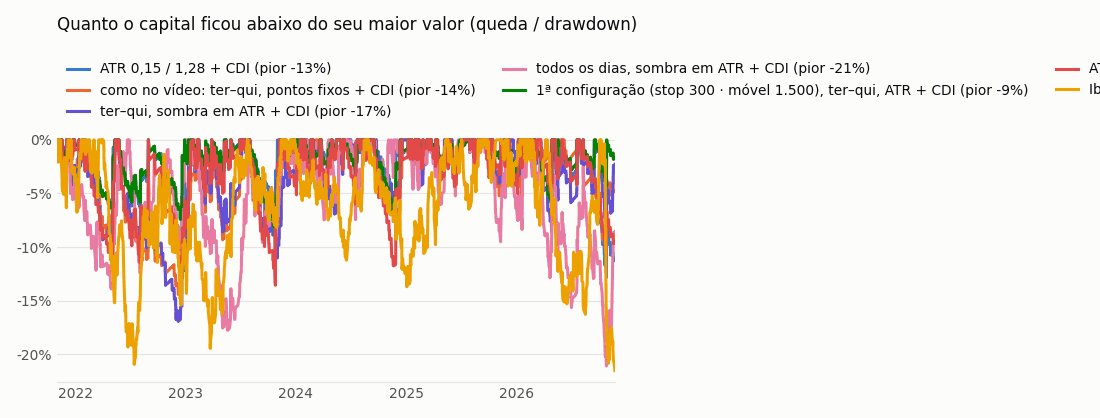 Quanto o capital ficou abaixo do seu maior valor (queda / drawdown)
ATR 0,15 / 1,28 + CDI (pior -13%)
todos os dias, sombra em ATR + CDI (pior -21%)
como no vídeo: ter–qui, pontos fixos + CDI (pior -14%)
1ª configuração (stop 300 · móvel 1.500), ter–qui, ATR + CDI (pior -9%)
ter–qui, sombra em ATR + CDI (pior -17%)
0%
-5%
-10%
-15%
-20%
2022 2023 2024 2025 2026